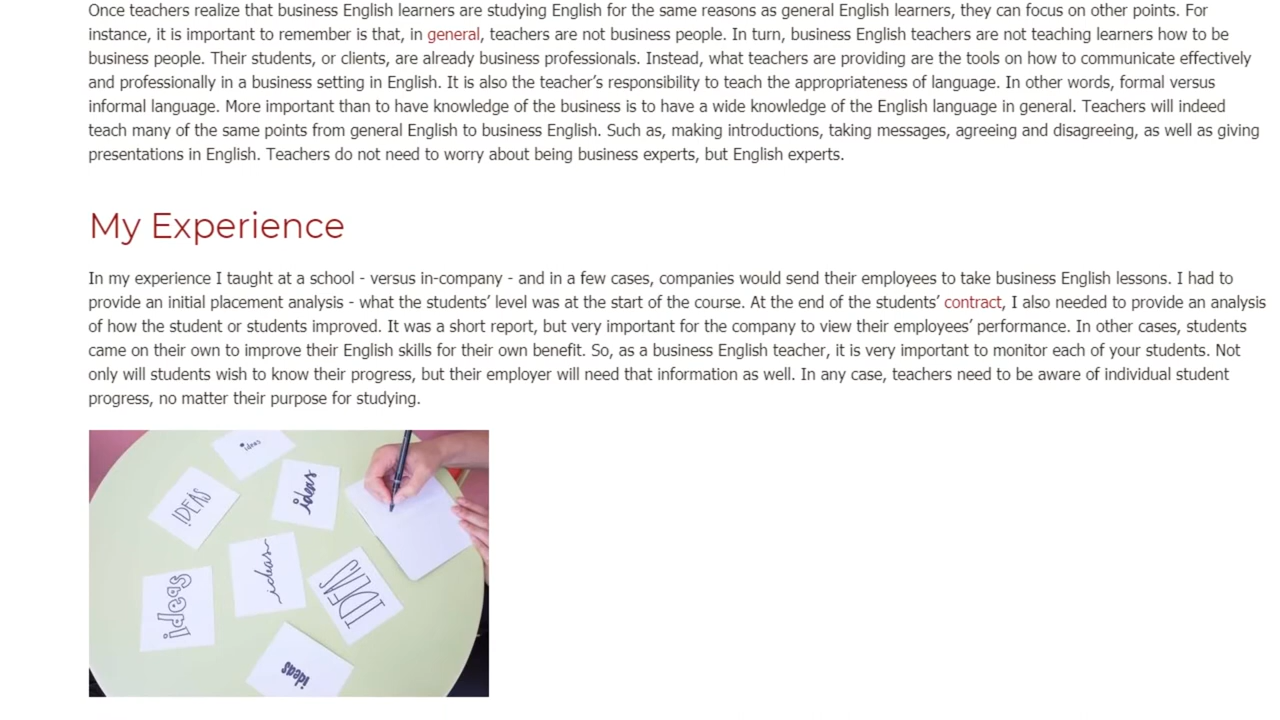 Once teachers realize that business English learners are studying English for the same reasons as general English learners, they can focus on other points. For
instance, it is important to remember is that, in general, teachers are not business people. In turn, business English teachers are not teaching learners how to be
business people. Their students, or clients, are already business professionals. Instead, what teachers are providing are the tools on how to communicate effectively
and professionally in a business setting in English. It is also the teacher’s responsibility to teach the appropriateness of language. In other words, formal versus
informal language. More important than to have knowledge of the business is to have a wide knowledge of the English language in general. Teachers will indeed
teach many of the same points from general English to business English. Such as, making introductions, taking messages, agreeing and disagreeing, as well as giving
presentations in English. Teachers do not need to worry about being business experts, but English experts.
My Experience
In my experience I taught at a school - versus in-company - and in a few cases, companies would send their employees to take business English lessons. I had to
provide an initial placement analysis - what the students’ level was at the start of the course. At the end of the students’ contract, I also needed to provide an analysis
of how the student or students improved. It was a short report, but very important for the company to view their employees’ performance. In other cases, students
came on their own to improve their English skills for their own benefit. So, as a business English teacher, it is very important to monitor each of your students. Not
only will students wish to know their progress, but their employer will need that information as well. In any case, teachers need to be aware of individual student
progress, no matter their purpose for studying.
ideas
IDEAS
ideas
ideas
IDEAS
ideas
ideas